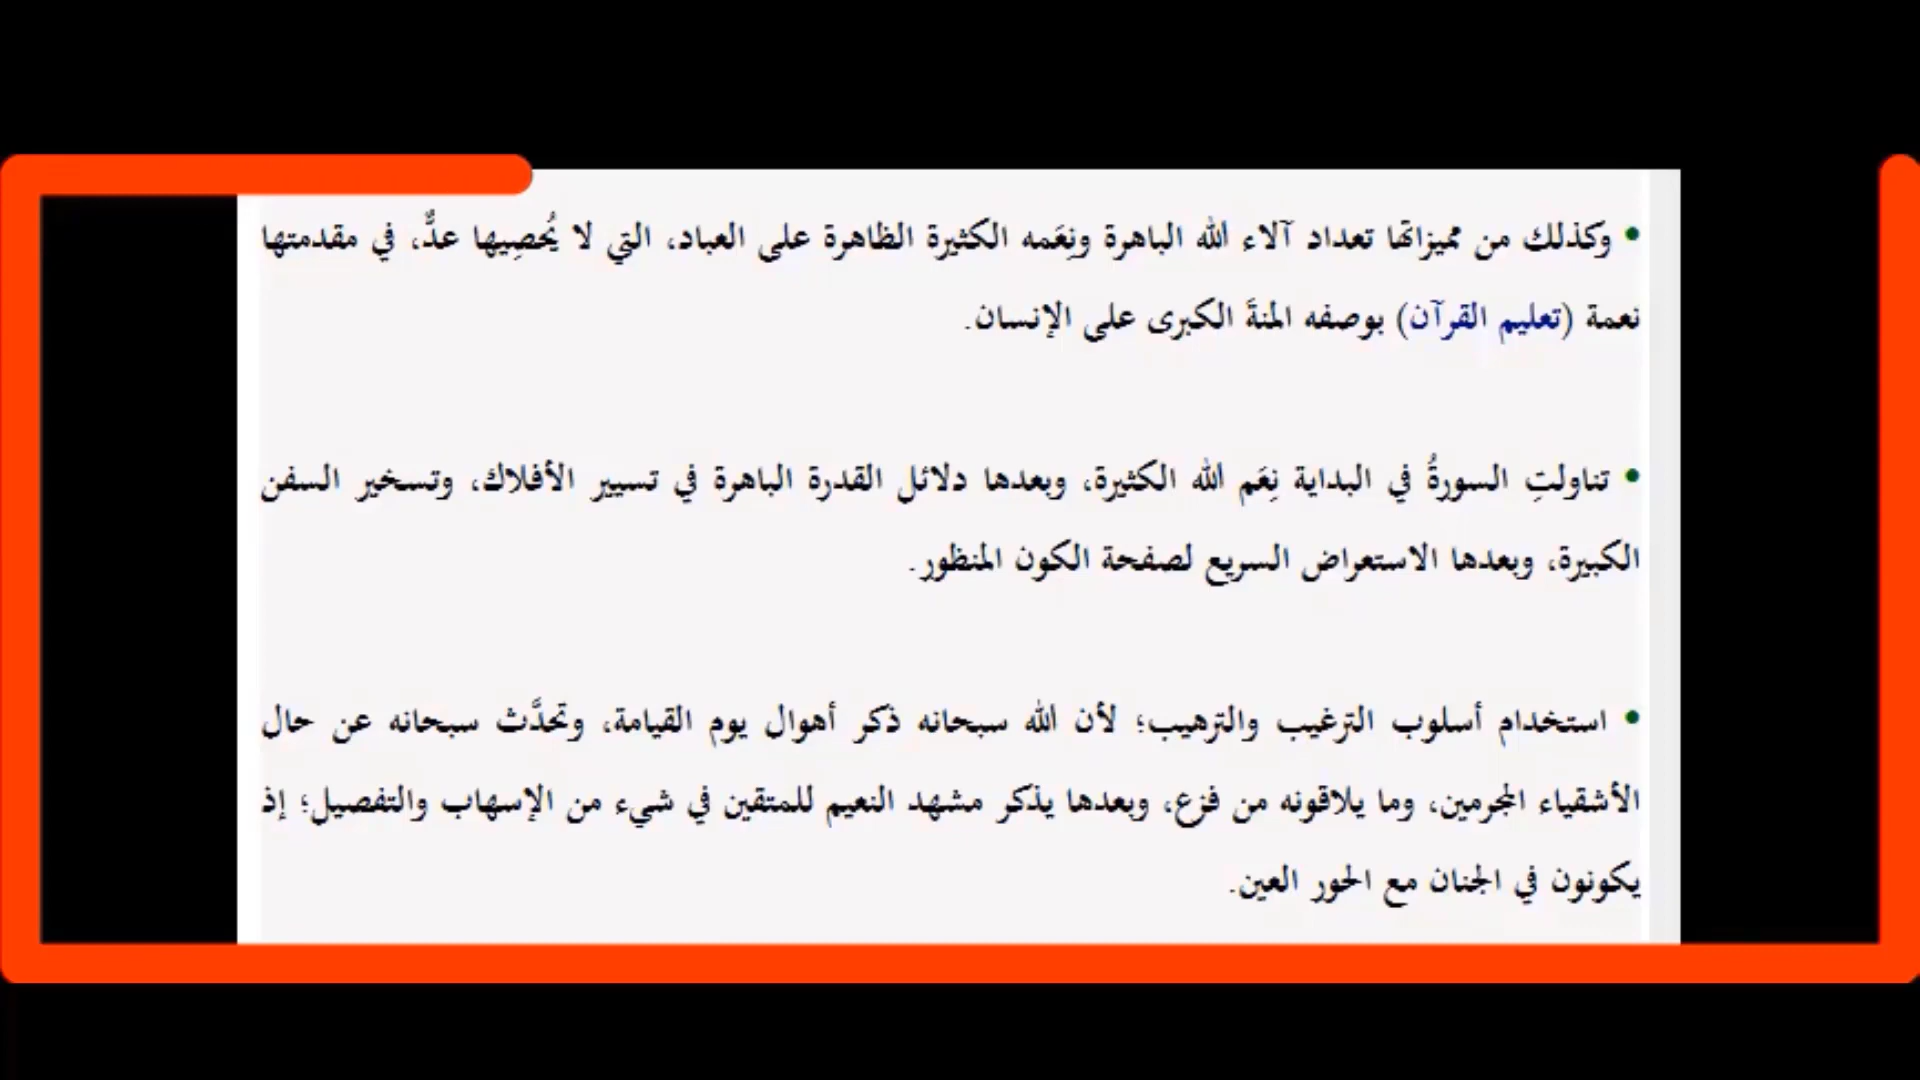 • وكذلك من مميزاتها تعداد آلاء الله الباهرة ونِعَمه الكثيرة الظاهرة على العباد، التي لا يُحصِيها عدٌّ، في مقدمتها
نعمة (تعليم القرآن) بوصفه المنةَ الكبرى على الإنسان.
• تناولتِ السورةُ في البداية نِعَم الله الكثيرة، وبعدها دلائل القدرة الباهرة في تسيير الأفلاك، وتسخير السفن
الكبيرة، وبعدها الاستعراض السريع لصفحة الكون المنظور.
• استخدام أسلوب الترغيب والترهيب؛ لأن الله سبحانه ذكر أهوال يوم القيامة، وتحدَّث سبحانه عن حال
الأشقياء المجرمين، وما يلاقونه من فزع، وبعدها يذكر مشهد النعيم للمتقين في شيء من الإسهاب والتفصيل؛ إذ
يكونون في الجنان مع الحور العين.